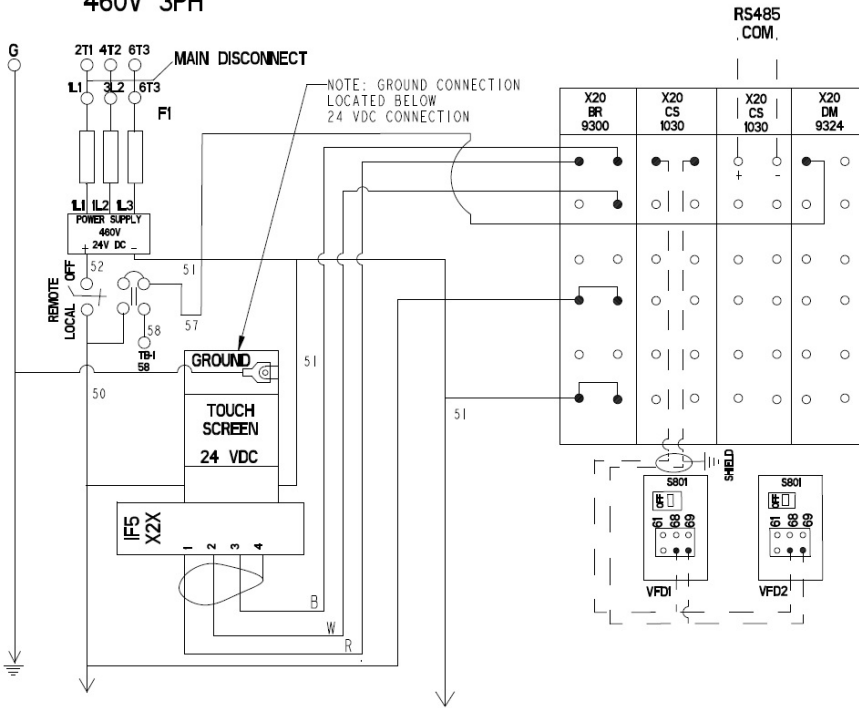 460V 3PH
RS485
COM
G
2T1 4T2 6T3
MAIN DISCONNECT
1L1 3L2 6T3
F1
NOTE: GROUND CONNECTION
LOCATED BELOW
24 VDC CONNECTION
X20
BR
9300
X20
CS
1030
X20
CS
1030
X20
DM
9324
+ -
1L1 1L2 1L3
POWER SUPPLY
460V
+ 24V DC -
52
51
REMOTE OFF
LOCAL
58
57
TB-1
58
GROUND
51
50
TOUCH
SCREEN
24 VDC
51
IF5
X2X
1 2 3 4
B
W
R
SHIELD
S801
OFF
61 68 69
VFD1
S801
OFF
61 68 69
VFD2